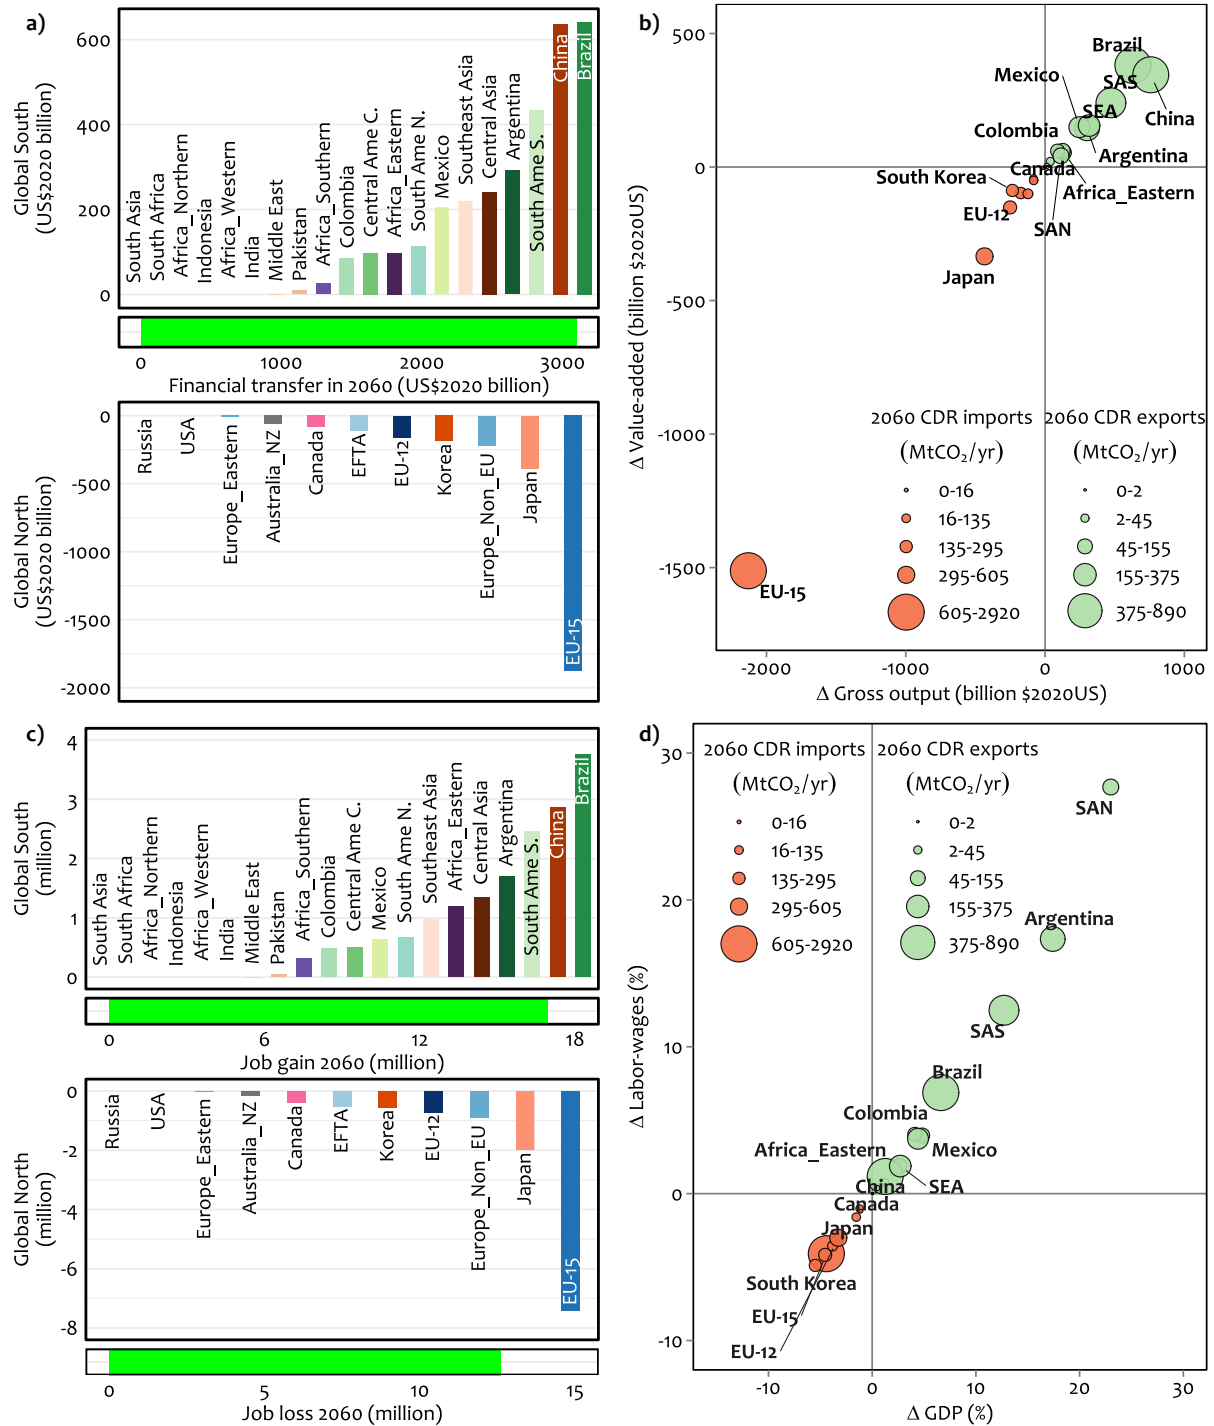 a)
Global South
(US$2020 billion)
600
400
200
0
South Asia
South Africa
Africa_Northern
Indonesia
Africa_Western
India
Middle East
Pakistan
Africa_Southern
Colombia
Central Ame C.
Africa_Eastern
South Ame N.
Mexico
Southeast Asia
Central Asia
Argentina
South Ame S.
China
Brazil
0
1000
2000
3000
Financial transfer in 2060 (US$2020 billion)
Global North
(US$2020 billion)
0
-500
-1000
-1500
-2000
Russia
USA
Europe_Eastern
Australia_NZ
Canada
EFTA
EU-12
Korea
Europe_Non_EU
Japan
EU-15
b)
Δ Value-added (billion $2020US)
500
0
-500
-1000
-1500
Brazil
Mexico
SAS
SEA
China
Colombia
Argentina
Canada
South Korea
Africa_Eastern
EU-12
SAN
Japan
EU-15
2060 CDR imports
(MtCO₂/yr)
0-16
16-135
135-295
295-605
605-2920
2060 CDR exports
(MtCO₂/yr)
0-2
2-45
45-155
155-375
375-890
-2000
-1000
0
1000
Δ Gross output (billion $2020US)
c)
Global South
(million)
4
3
2
1
0
South Asia
South Africa
Africa_Northern
Indonesia
Africa_Western
India
Middle East
Pakistan
Africa_Southern
Colombia
Central Ame C.
Mexico
South Ame N.
Southeast Asia
Africa_Eastern
Central Asia
Argentina
South Ame S.
China
Brazil
0
6
12
18
Job gain 2060 (million)
Global North
(million)
0
-2
-4
-6
-8
Russia
USA
Europe_Eastern
Australia_NZ
Canada
EFTA
Korea
EU-12
Europe_Non_EU
Japan
EU-15
0
5
10
15
Job loss 2060 (million)
d)
Δ Labor-wages (%)
30
20
10
0
-10
2060 CDR imports
(MtCO₂/yr)
0-16
16-135
135-295
295-605
605-2920
2060 CDR exports
(MtCO₂/yr)
0-2
2-45
45-155
155-375
375-890
SAN
Argentina
SAS
Brazil
Colombia
Africa_Eastern
Mexico
China
SEA
Canada
Japan
South Korea
EU-15
EU-12
-10
0
10
20
30
Δ GDP (%)